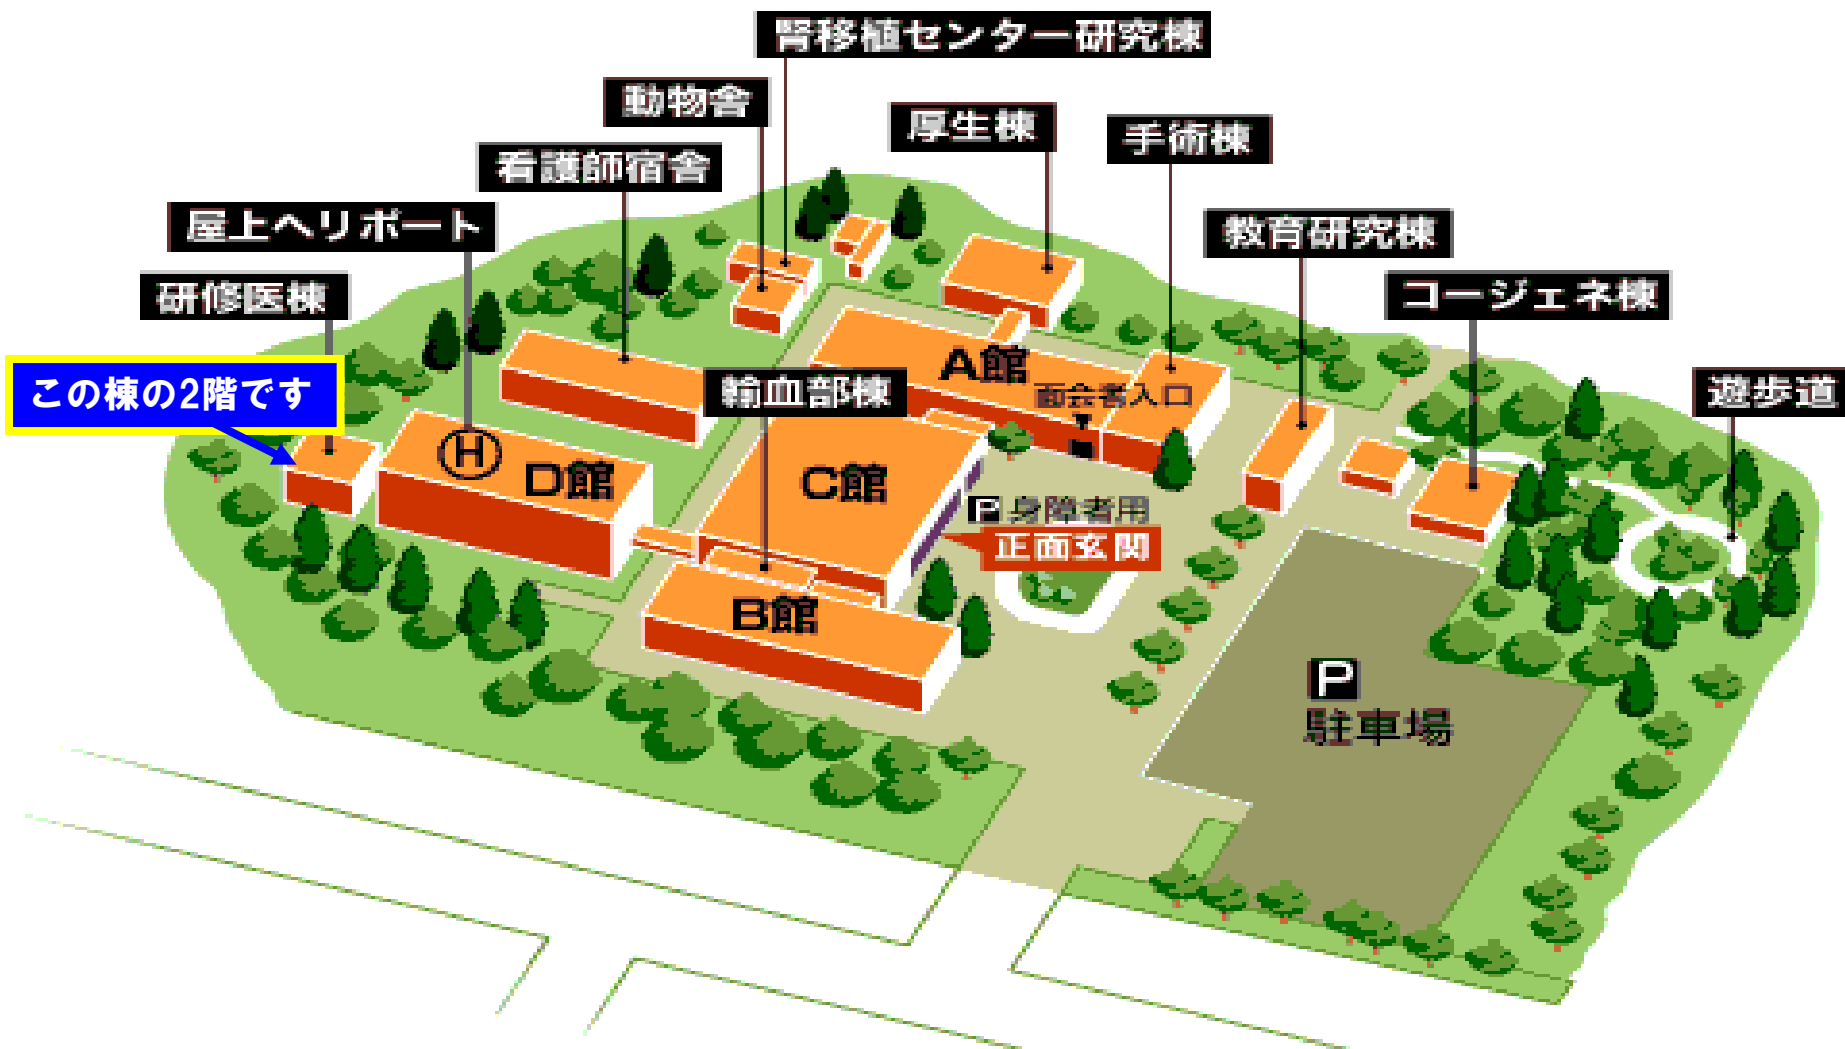 腎移植センター研究棟
動物舎
厚生棟
手術棟
看護師宿舎
屋上ヘリポート
教育研究棟
研修医棟
コージェネ棟
この棟の2階です
輸血部棟
A館
面会者入口
遊歩道
H
D館
C館
P 身障者用
正面玄関
B館
P
駐車場